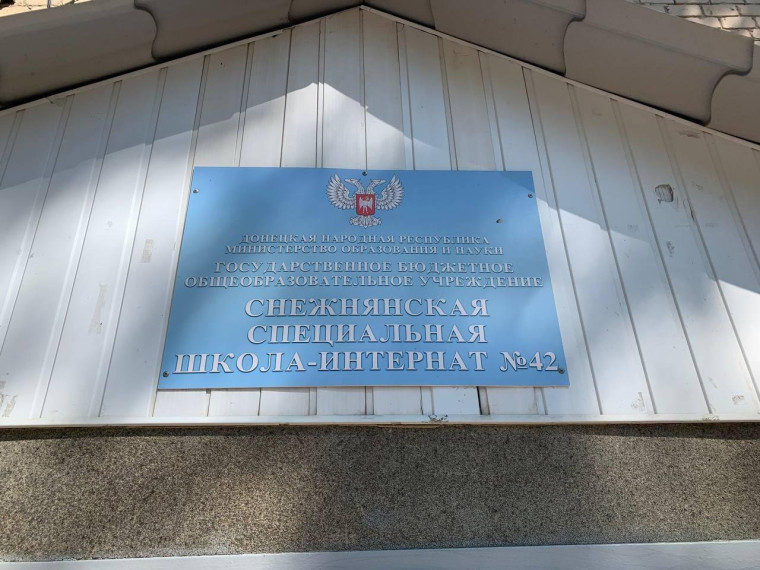 ДОНЕЦКАЯ НАРОДНАЯ РЕСПУБЛИКА
МИНИСТЕРСТВО ОБРАЗОВАНИЯ И НАУКИ
ГОСУДАРСТВЕННОЕ БЮДЖЕТНОЕ
ОБЩЕОБРАЗОВАТЕЛЬНОЕ УЧРЕЖДЕНИЕ
СНЕЖНЯНСКАЯ
СПЕЦИАЛЬНАЯ
ШКОЛА-ИНТЕРНАТ №42